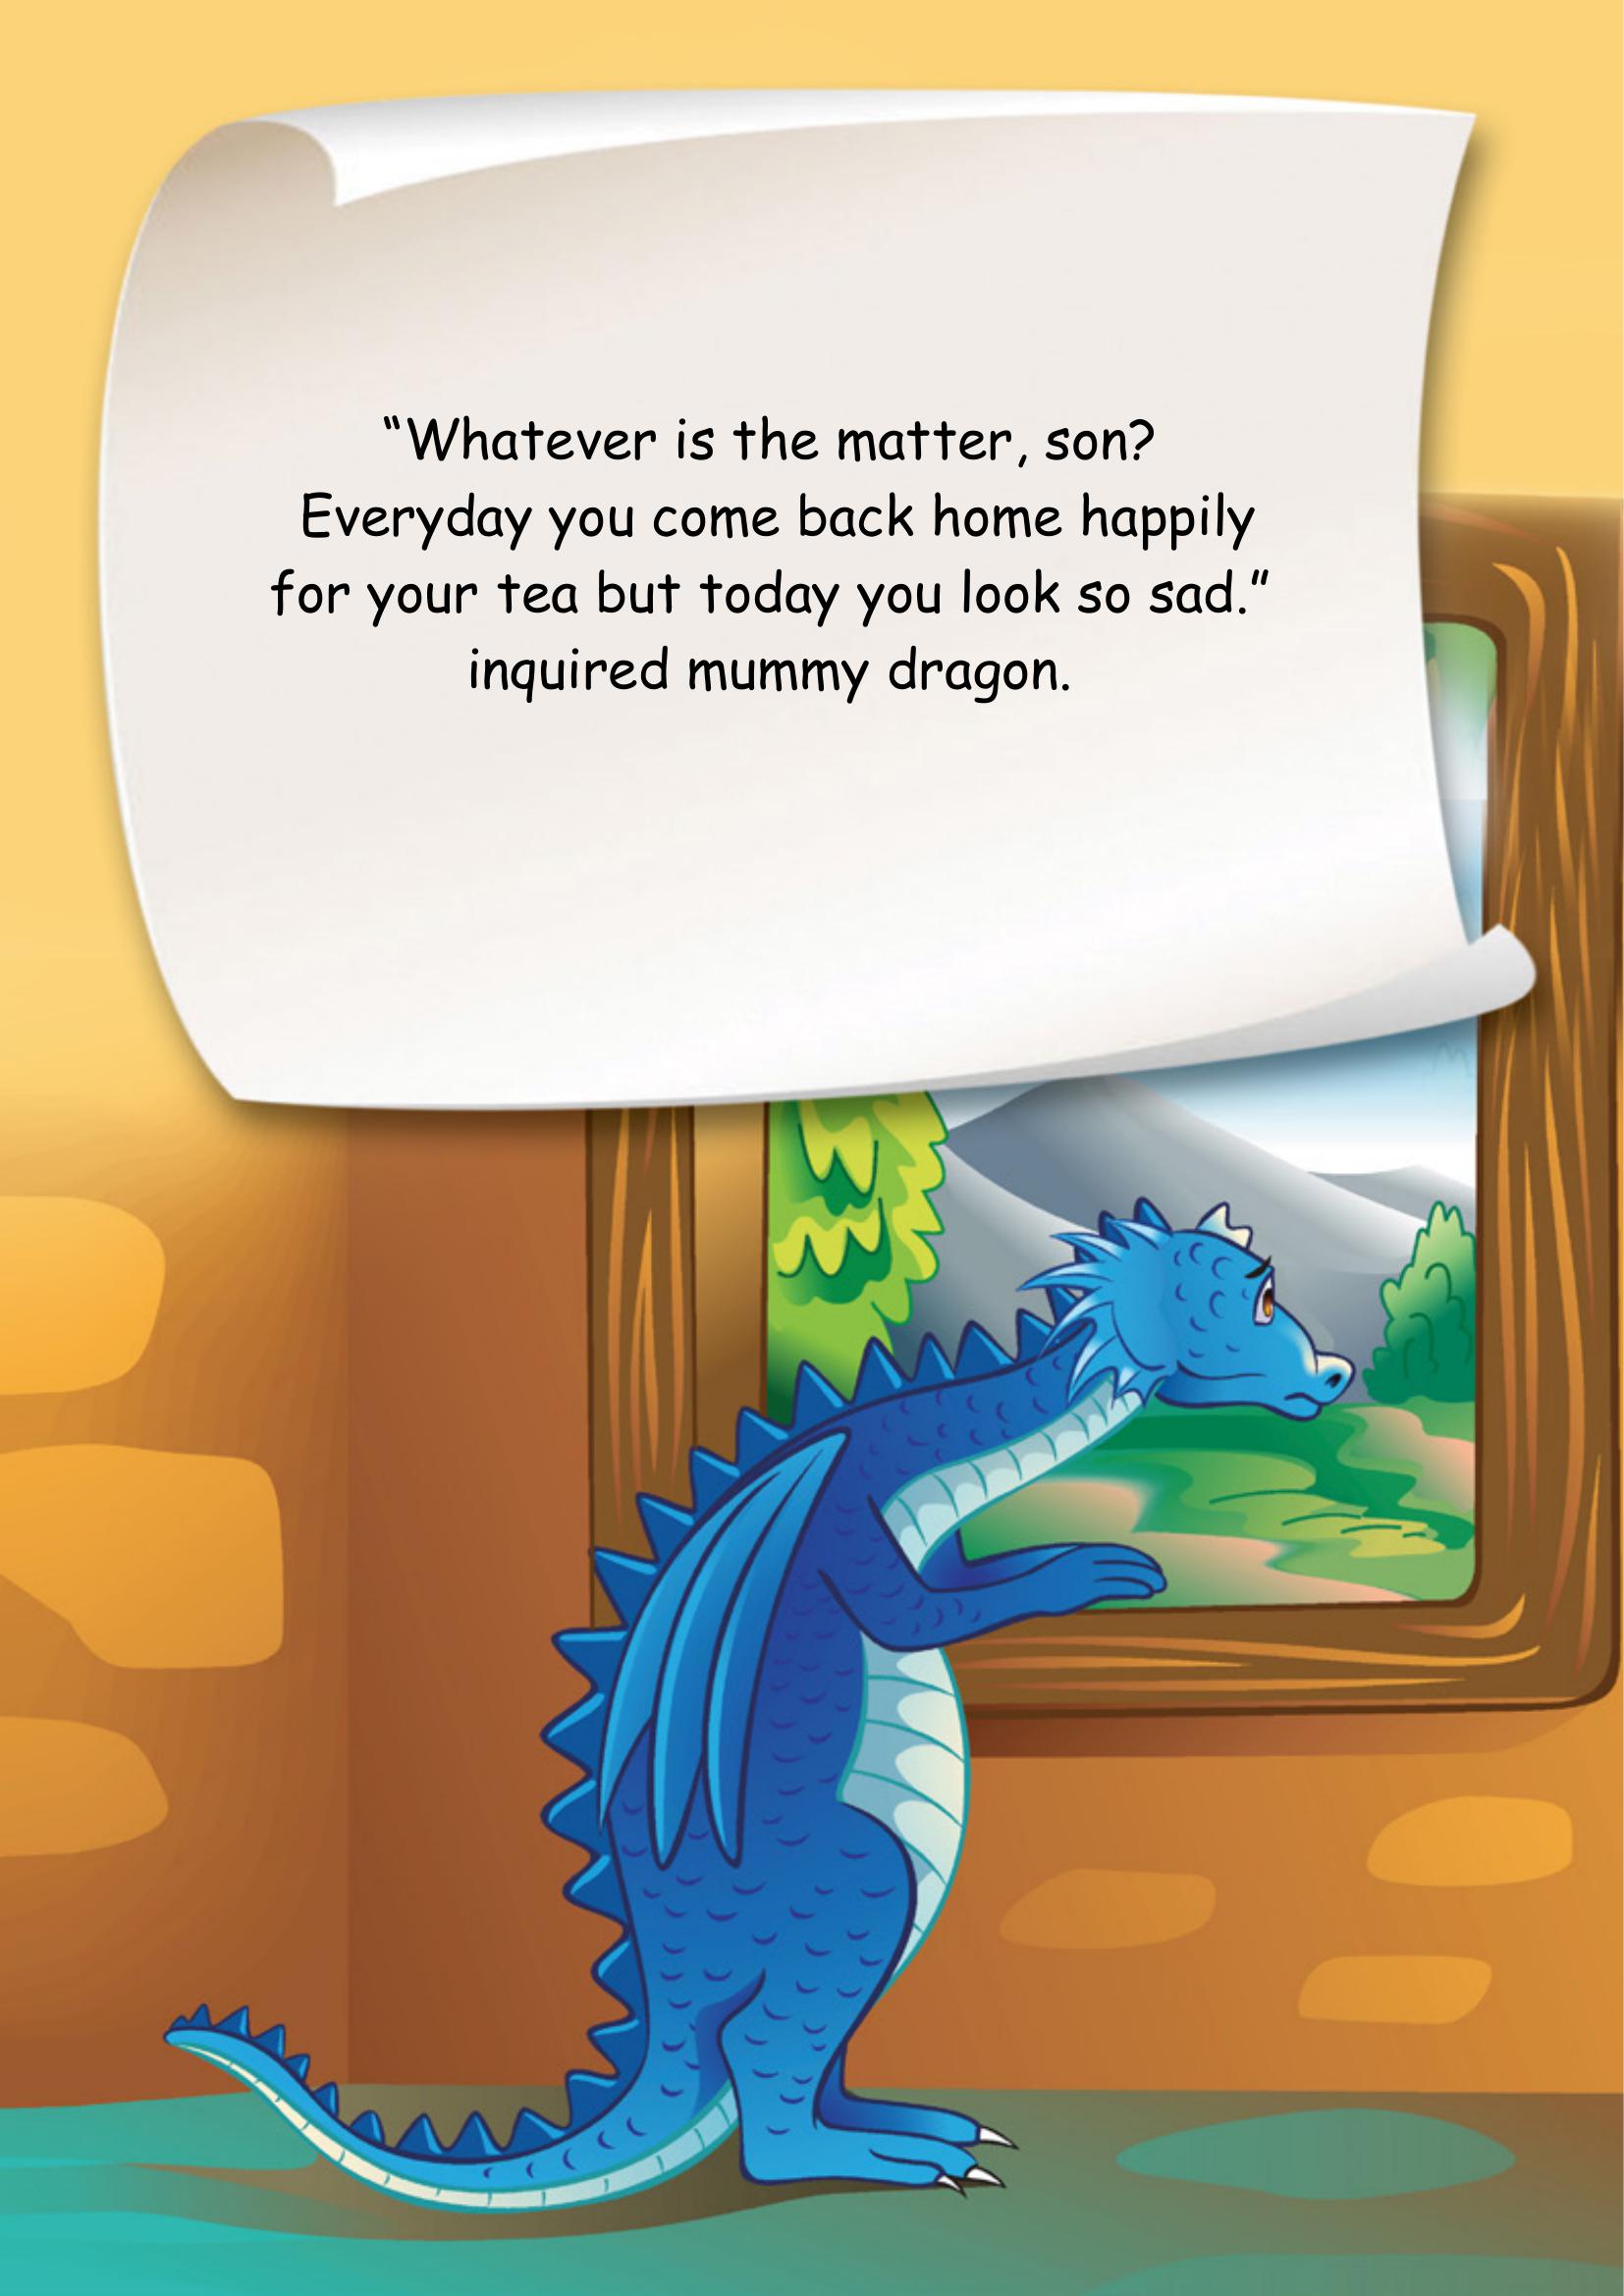 “Whatever is the matter, son?
Everyday you come back home happily
for your tea but today you look so sad.”
inquired mummy dragon.